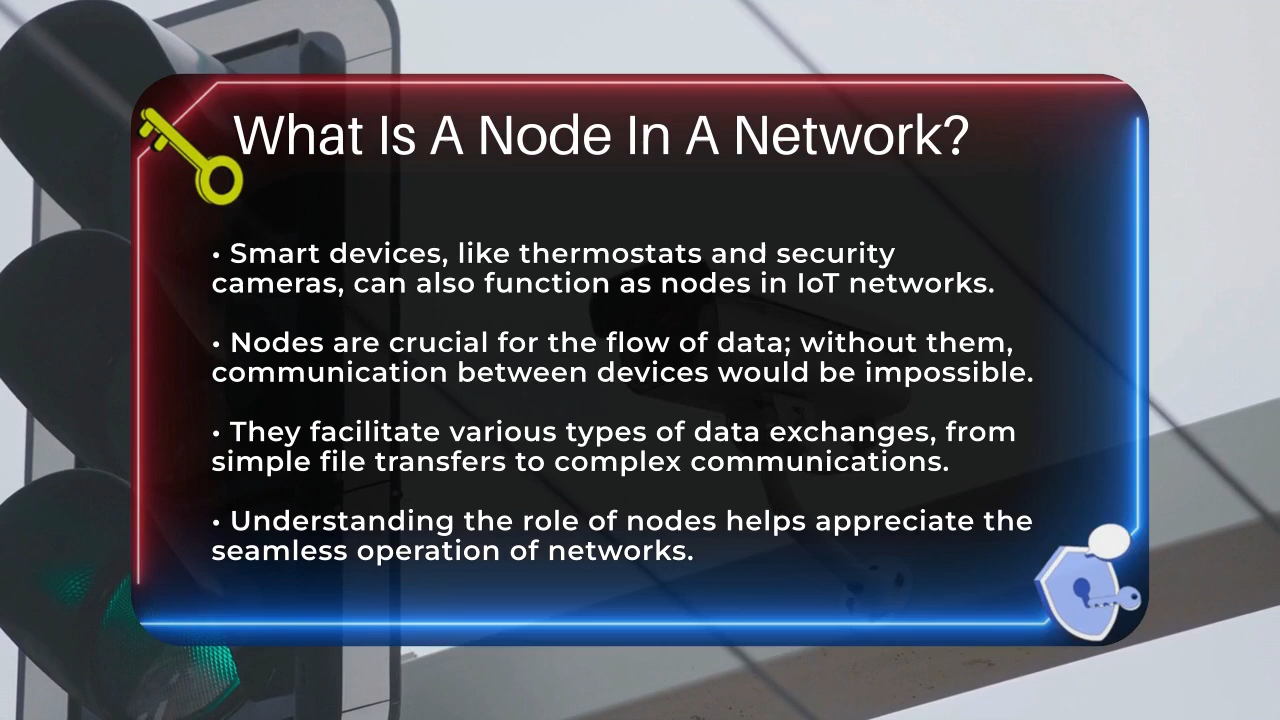 What Is A Node In A Network?
• Smart devices, like thermostats and security
cameras, can also function as nodes in IoT networks.
• Nodes are crucial for the flow of data; without them,
communication between devices would be impossible.
• They facilitate various types of data exchanges, from
simple file transfers to complex communications.
• Understanding the role of nodes helps appreciate the
seamless operation of networks.